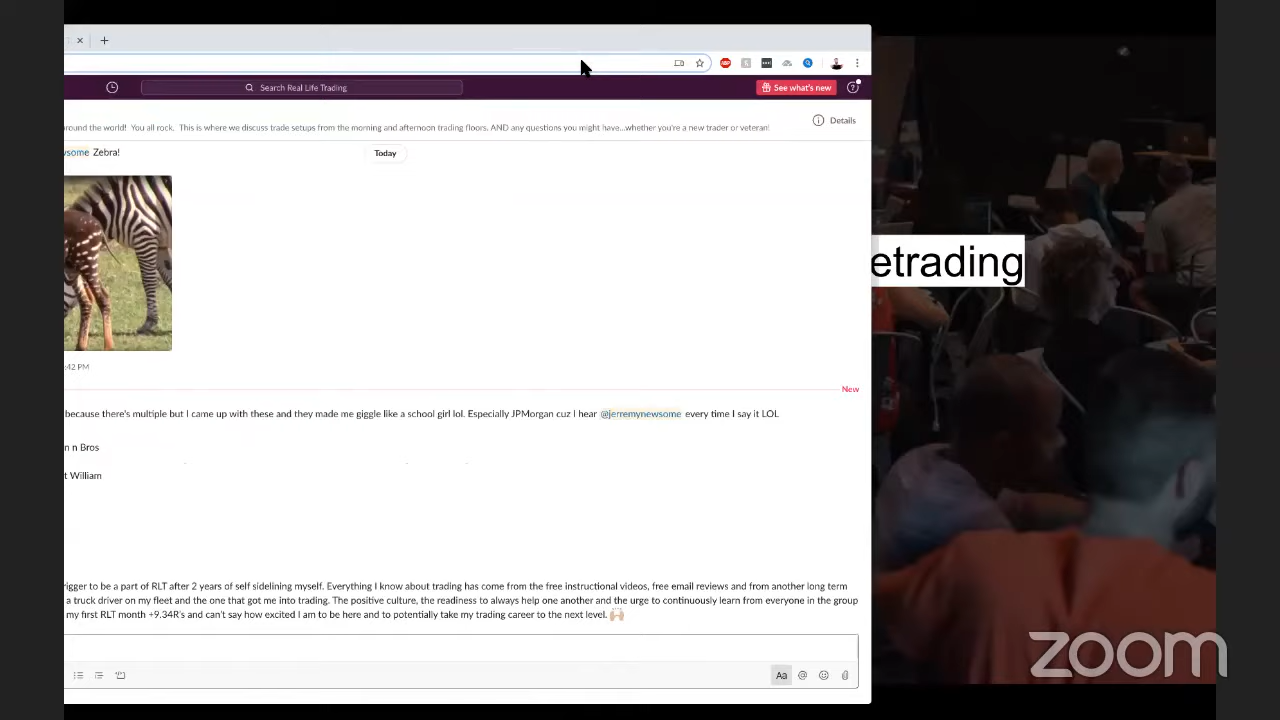 Search Real Life Trading
See what's new
around the world! You all rock. This is where we discuss trade setups from the morning and afternoon trading floors. AND any questions you might have...whether you're a new trader or veteran!
Details
wsome Zebra!
Today
etrading
:42 PM
New
because there's multiple but I came up with these and they made me giggle like a school girl lol. Especially JPMorgan cuz I hear @jerremynewsome every time I say it LOL
n n Bros
t William
rigger to be a part of RLT after 2 years of self sidelining myself. Everything I know about trading has come from the free instructional videos, free email reviews and from another long term
a truck driver on my fleet and the one that got me into trading. The positive culture, the readiness to always help one another and the urge to continuously learn from everyone in the group
my first RLT month +9.34R's and can't say how excited I am to be here and to potentially take my trading career to the next level.
Aa
zoom